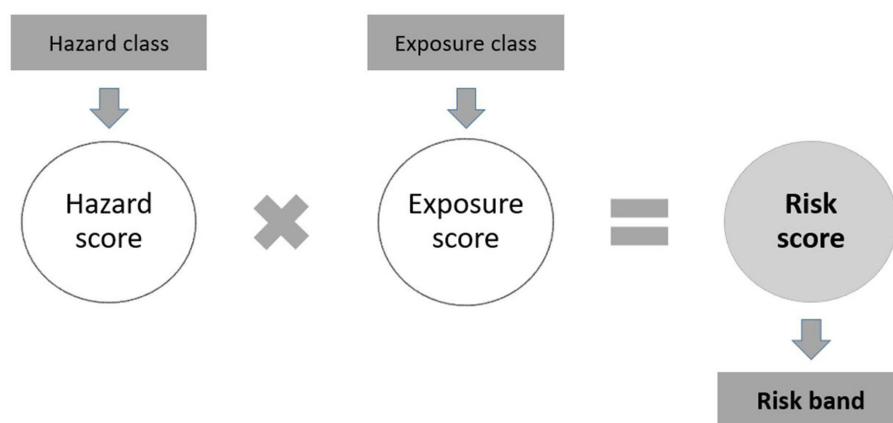 Hazard class
Exposure class
Hazard
score
Exposure
score
Risk
score
Risk band